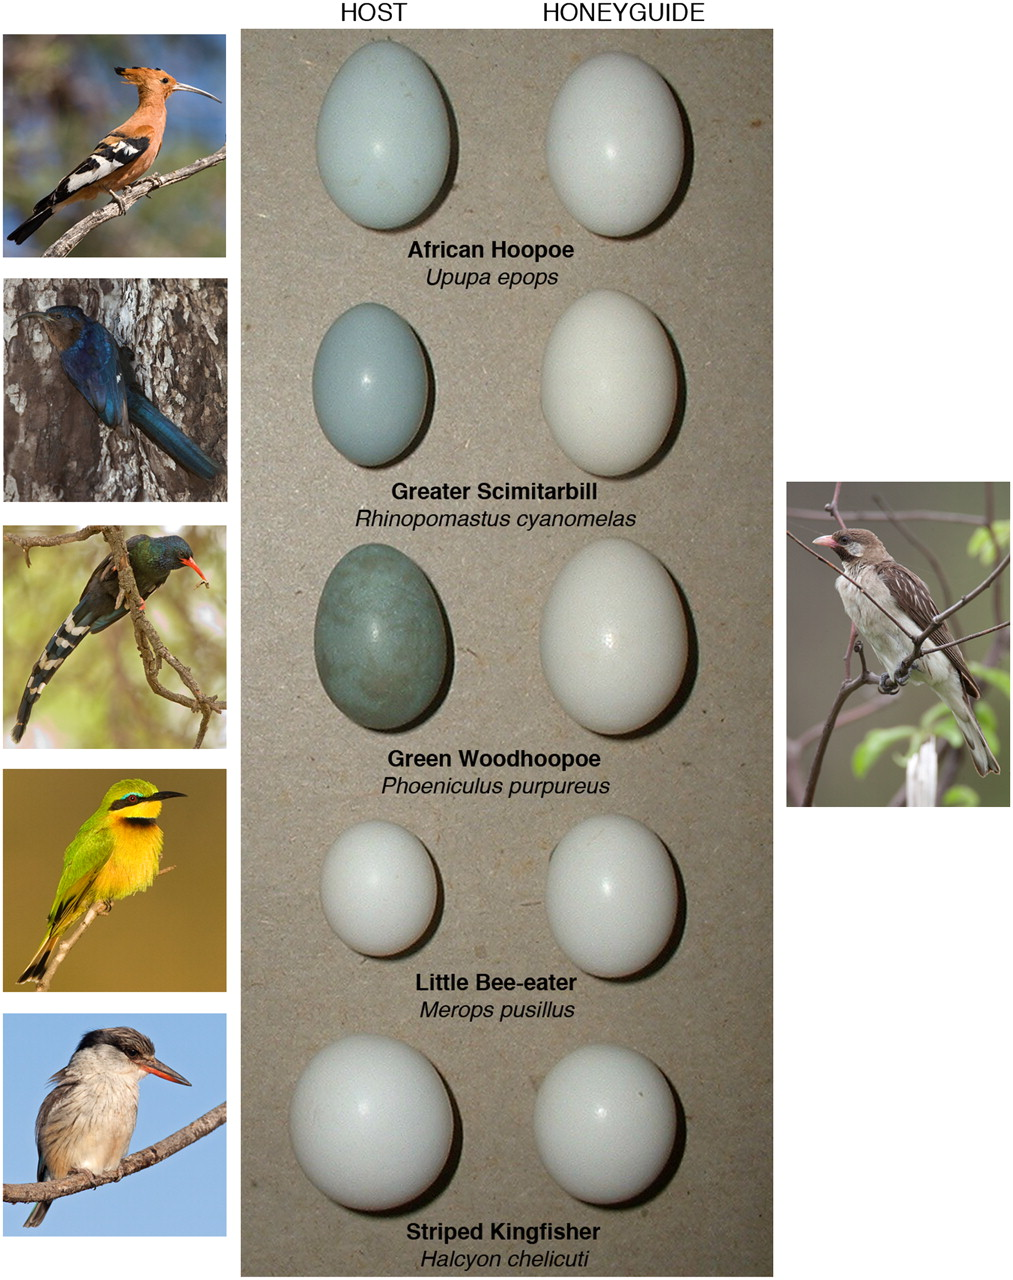 HOST HONEYGUIDE
African Hoopoe
Upupa epops
Greater Scimitarbill
Rhinopomastus cyanomelas
Green Woodhoopoe
Phoeniculus purpureus
Little Bee-eater
Merops pusillus
Striped Kingfisher
Halcyon chelicuti